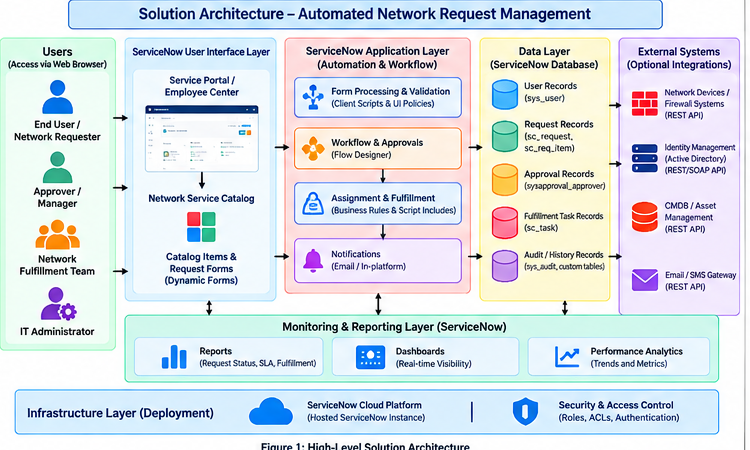 Solution Architecture – Automated Network Request Management
Users
(Access via Web Browser)
End User /
Network Requester
Approver /
Manager
Network
Fulfillment Team
IT Administrator
ServiceNow User Interface Layer
Service Portal /
Employee Center
Network Service Catalog
Catalog Items &
Request Forms
(Dynamic Forms)
ServiceNow Application Layer
(Automation & Workflow)
Form Processing & Validation
(Client Scripts & UI Policies)
Workflow & Approvals
(Flow Designer)
Assignment & Fulfillment
(Business Rules & Script Includes)
Notifications
(Email / In-platform)
Data Layer
(ServiceNow Database)
User Records
(sys_user)
Request Records
(sc_request,
sc_req_item)
Approval Records
(sysapproval_approver)
Fulfillment Task Records
(sc_task)
Audit / History Records
(sys_audit, custom tables)
External Systems
(Optional Integrations)
Network Devices /
Firewall Systems
(REST API)
Identity Management
(Active Directory)
(REST/SOAP API)
CMDB / Asset
Management
(REST API)
Email / SMS Gateway
(REST API)
Monitoring & Reporting Layer (ServiceNow)
Reports
(Request Status, SLA, Fulfillment)
Dashboards
(Real-time Visibility)
Performance Analytics
(Trends and Metrics)
Infrastructure Layer (Deployment)
ServiceNow Cloud Platform
(Hosted ServiceNow Instance)
Security & Access Control
(Roles, ACLs, Authentication)
Figure 1: High-Level Solution Architecture